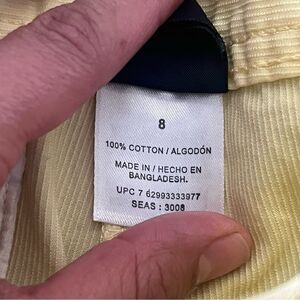 8
100% COTTON / ALGODÓN
MADE IN / HECHO EN
BANGLADESH.
UPC 7 62993333977
SEAS : 3008